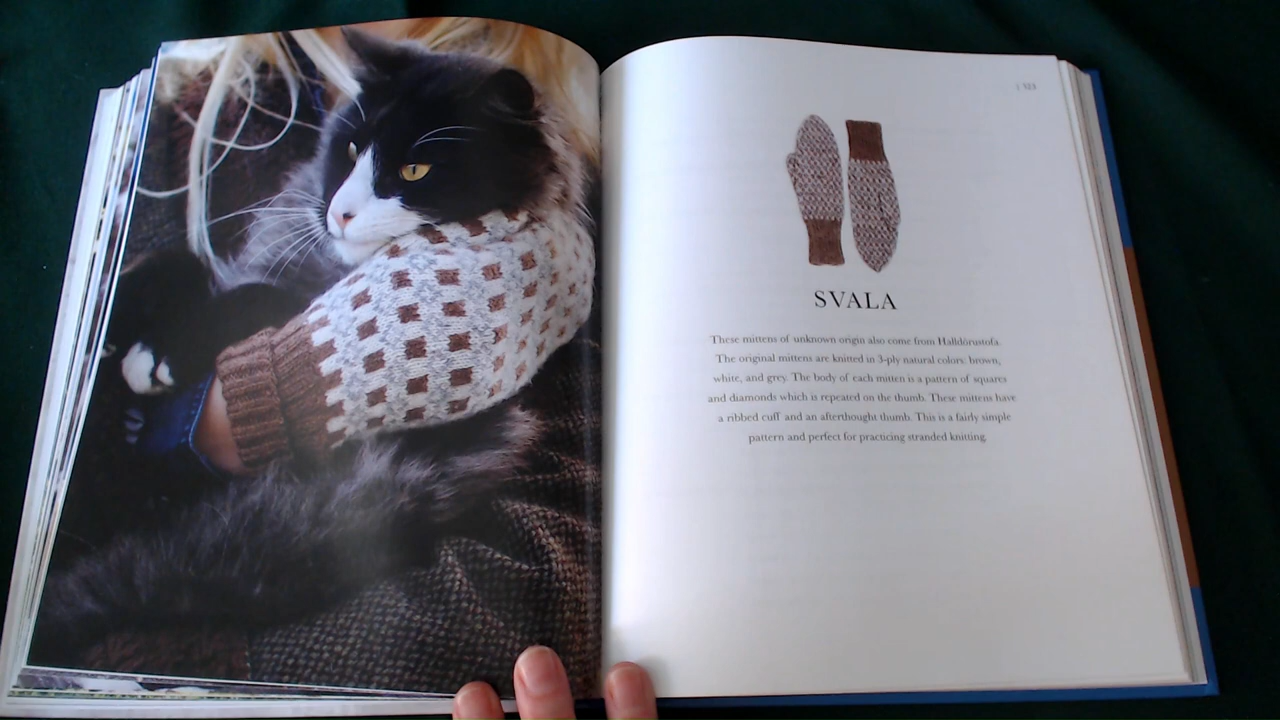 SVALA
These mittens of unknown origin also come from Halldórustofa.
The original mittens are knitted in 3-ply natural colors: brown,
white, and grey. The body of each mitten is a pattern of squares
and diamonds which is repeated on the thumb. These mittens have
a ribbed cuff and an afterthought thumb. This is a fairly simple
pattern and perfect for practicing stranded knitting.